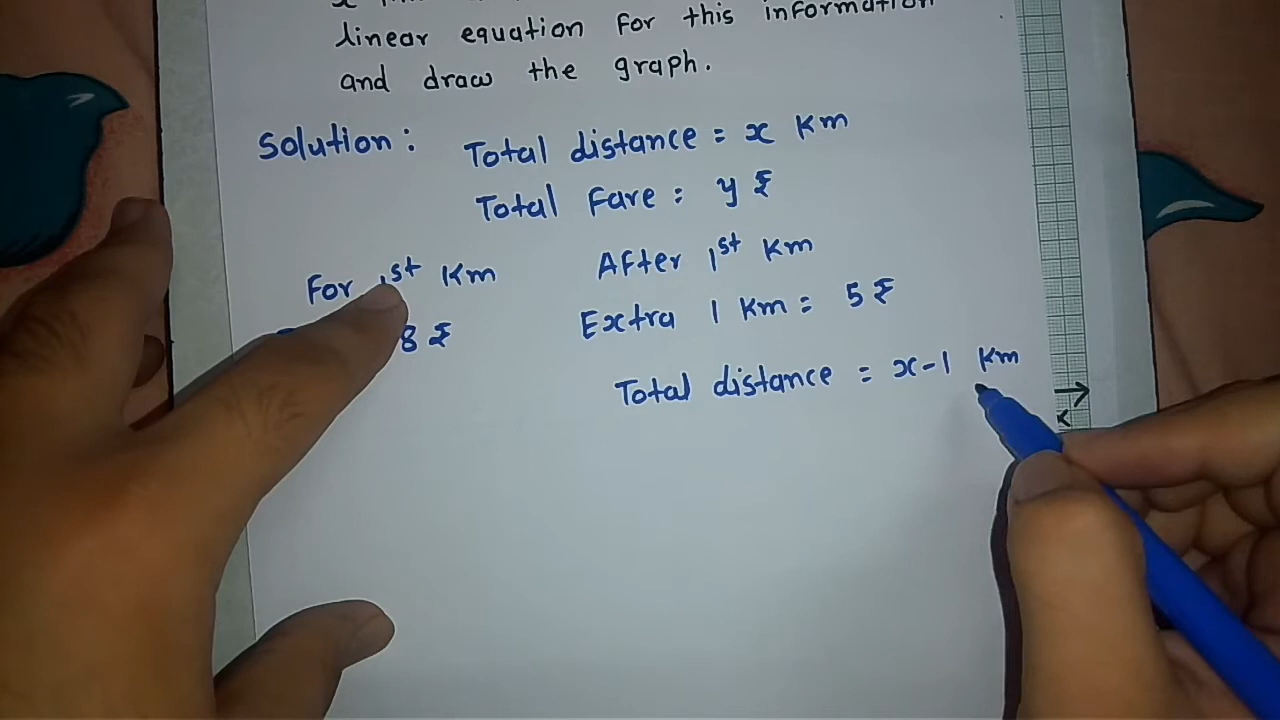 linear equation for this information
and draw the graph.
Solution: Total distance = x Km
Total Fare: y ₹
For 1st Km
After 1st Km
8 ₹
Extra 1 Km = 5 ₹
Total distance = x-1 Km